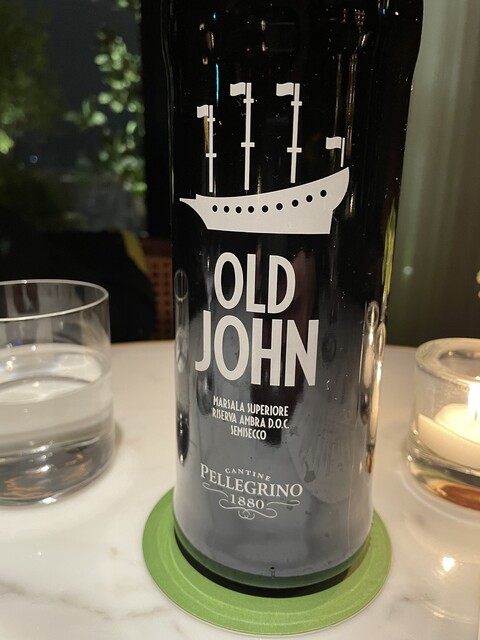 OLD
JOHN
MARSALA SUPERIORE
RISERVA AMBRA D.O.C
SEMISECCO
CANTINE
PELLEGRINO
1880